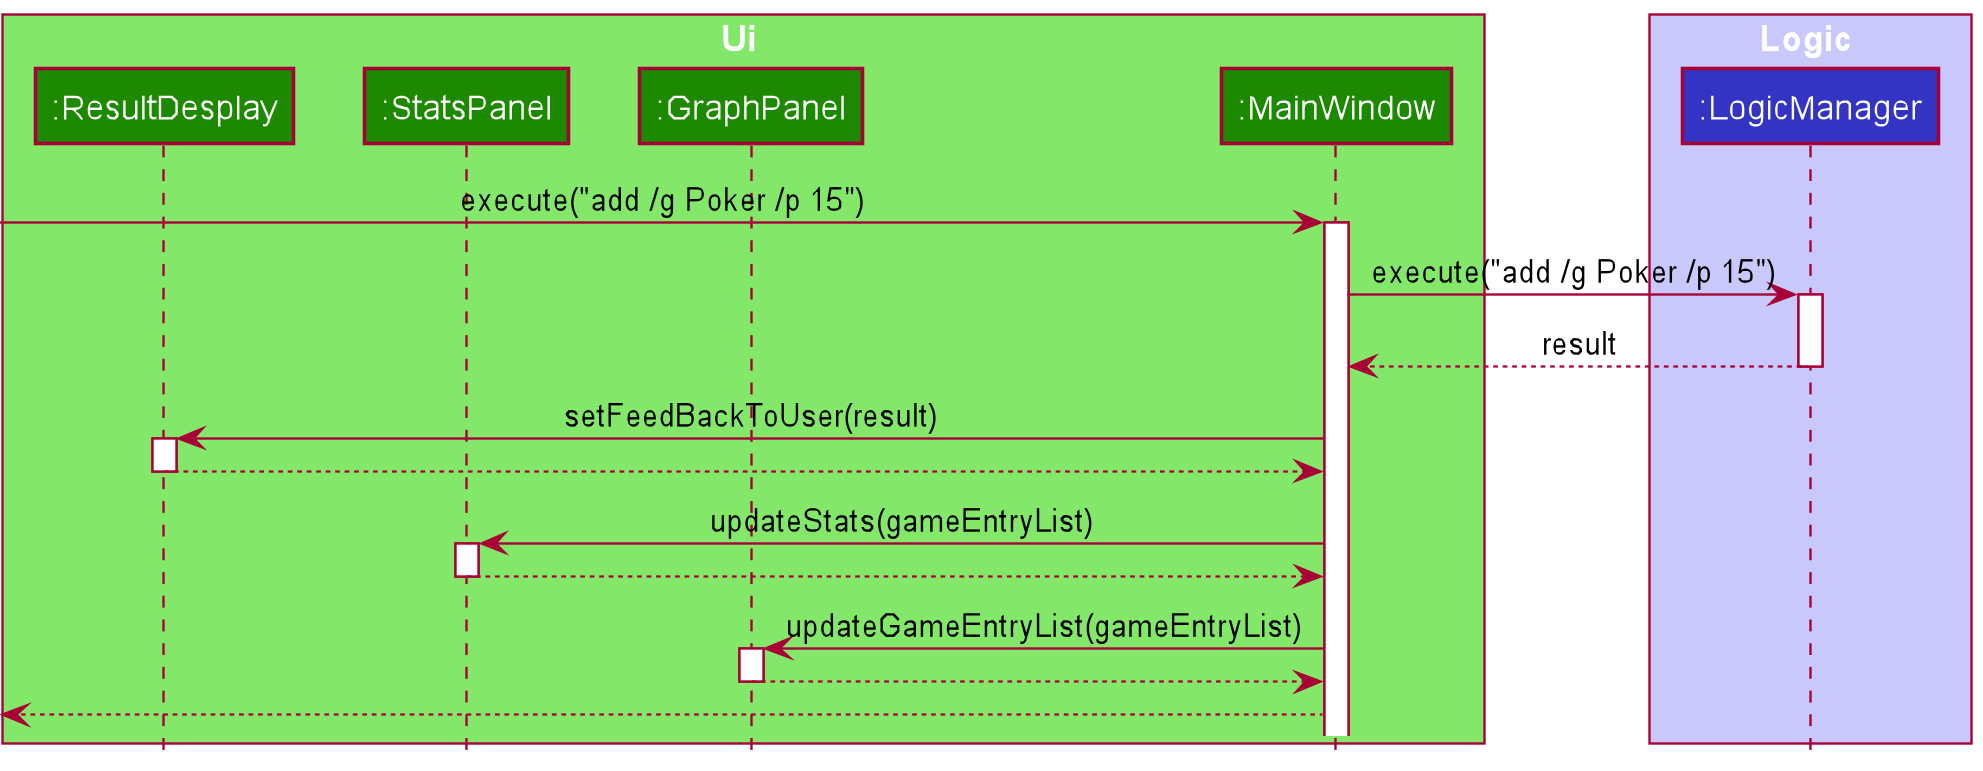 Ui
Logic
:ResultDesplay
:StatsPanel
:GraphPanel
:MainWindow
:LogicManager
execute("add /g Poker /p 15")
execute("add /g Poker /p 15")
result
setFeedBackToUser(result)
updateStats(gameEntryList)
updateGameEntryList(gameEntryList)